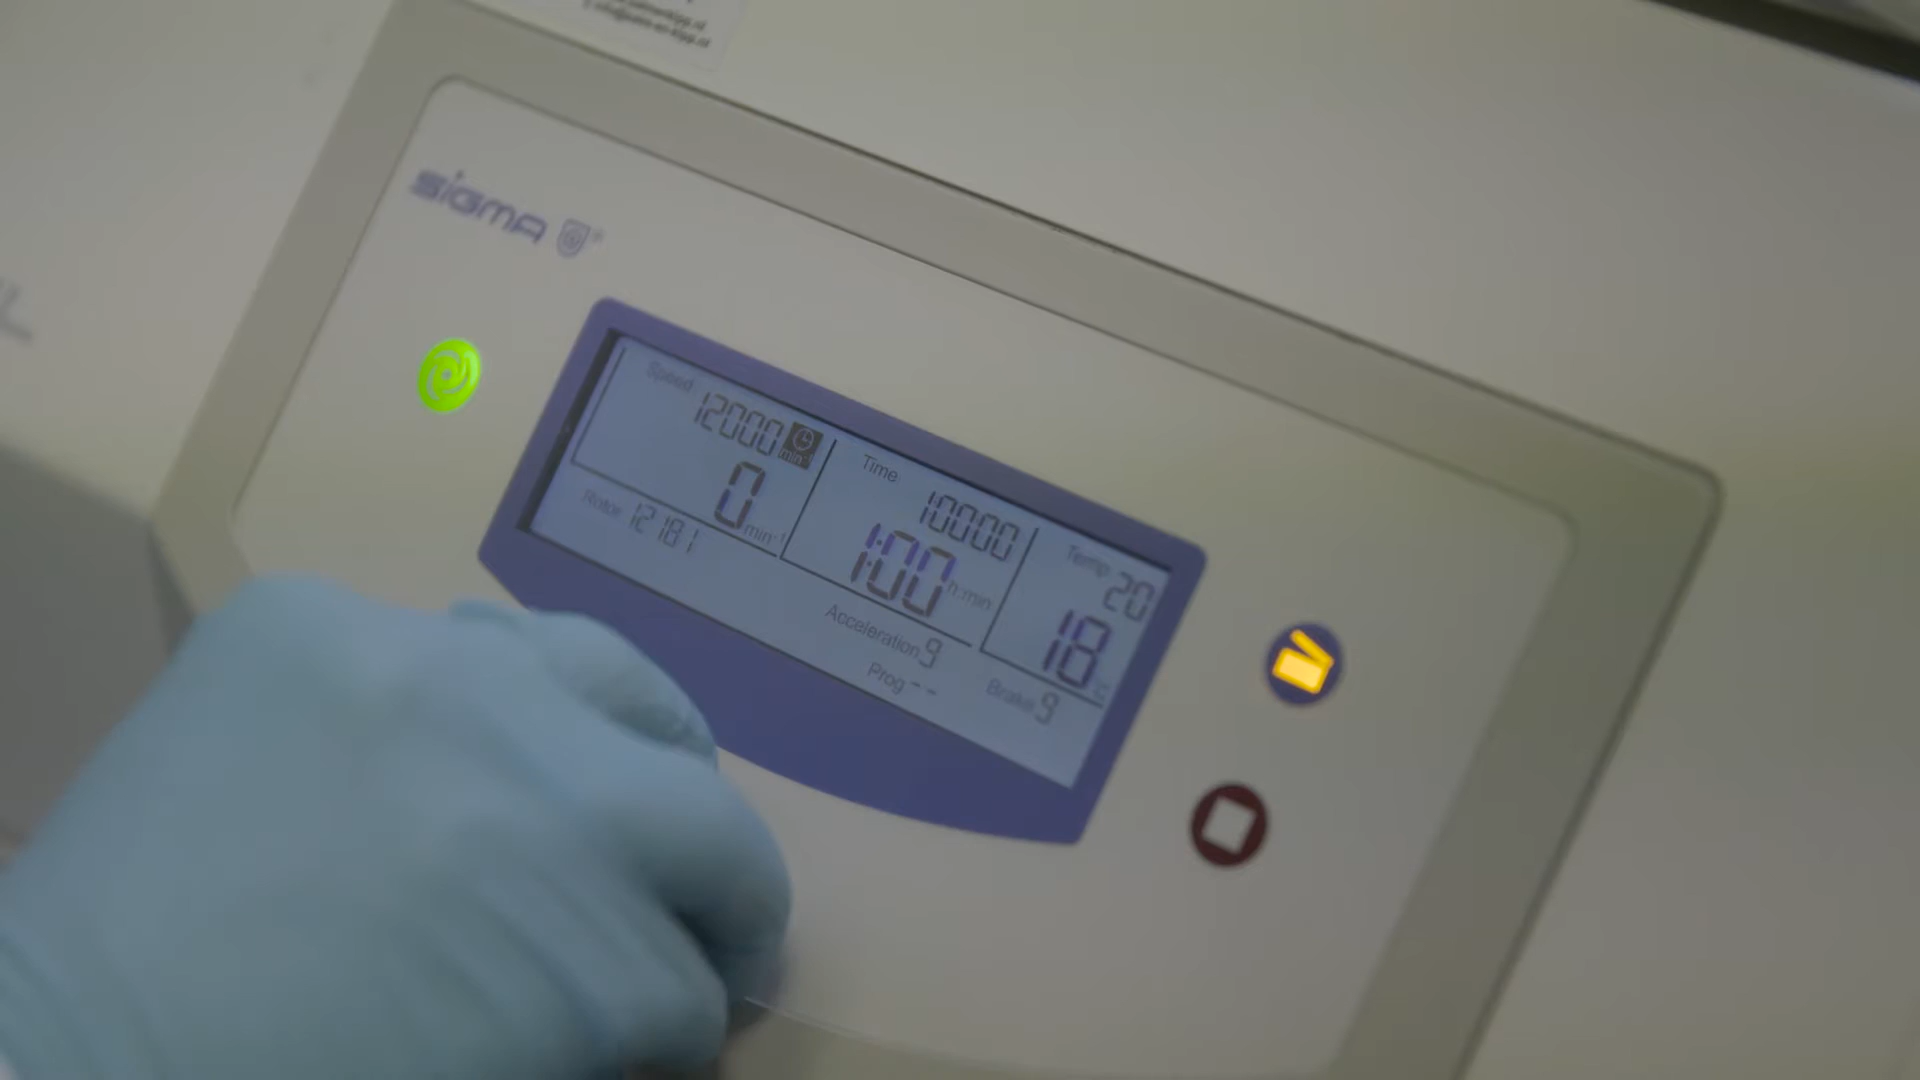 SIGMA
Speed
12000 min-1
0 min-1
Time
10000
1:00 h:min
Temp
20
18 °C
Rotor 12181
Acceleration 9
Brake 9
Prog --